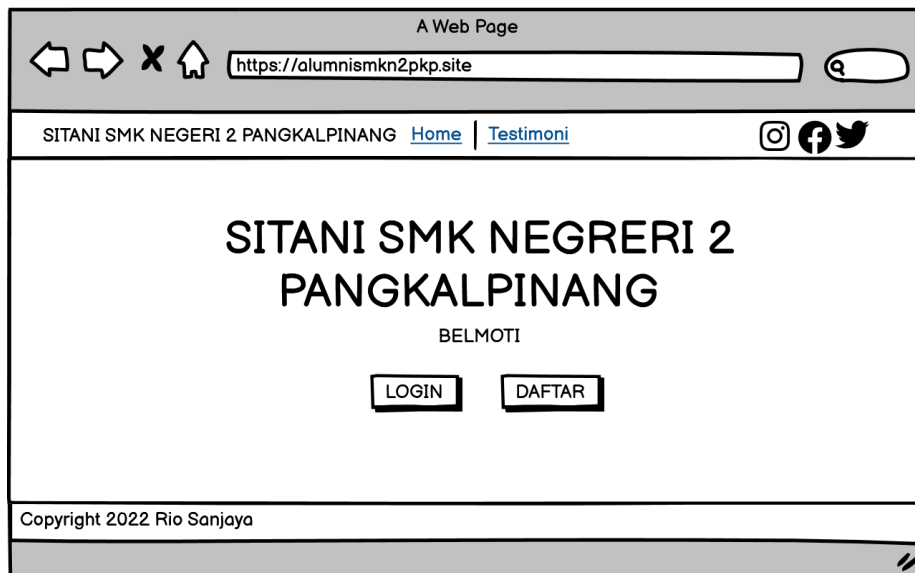 A Web Page
https://alumnismkn2pkp.site
SITANI SMK NEGERI 2 PANGKALPINANG Home | Testimoni
SITANI SMK NEGRERI 2
PANGKALPINANG
BELMOTI
LOGIN DAFTAR
Copyright 2022 Rio Sanjaya